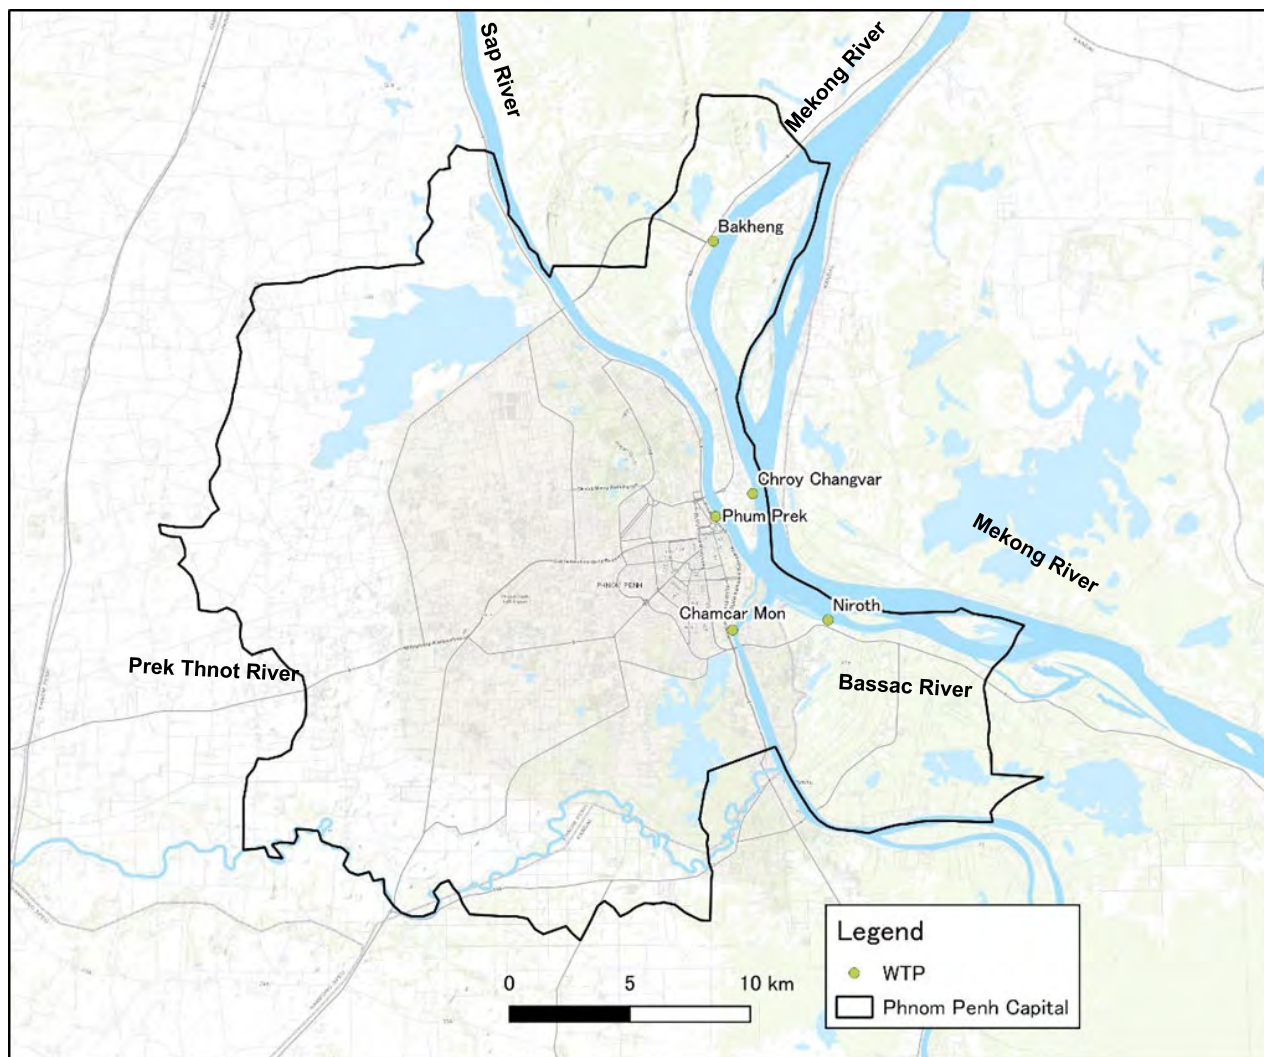 Sap River
Mekong River
Bakheng
Chroy Changvar
Phum Prek
Mekong River
PHNOM PENH
Chamcar Mon
Niroth
Prek Thnot River
Bassac River
Legend
WTP
Phnom Penh Capital
0 5 10 km